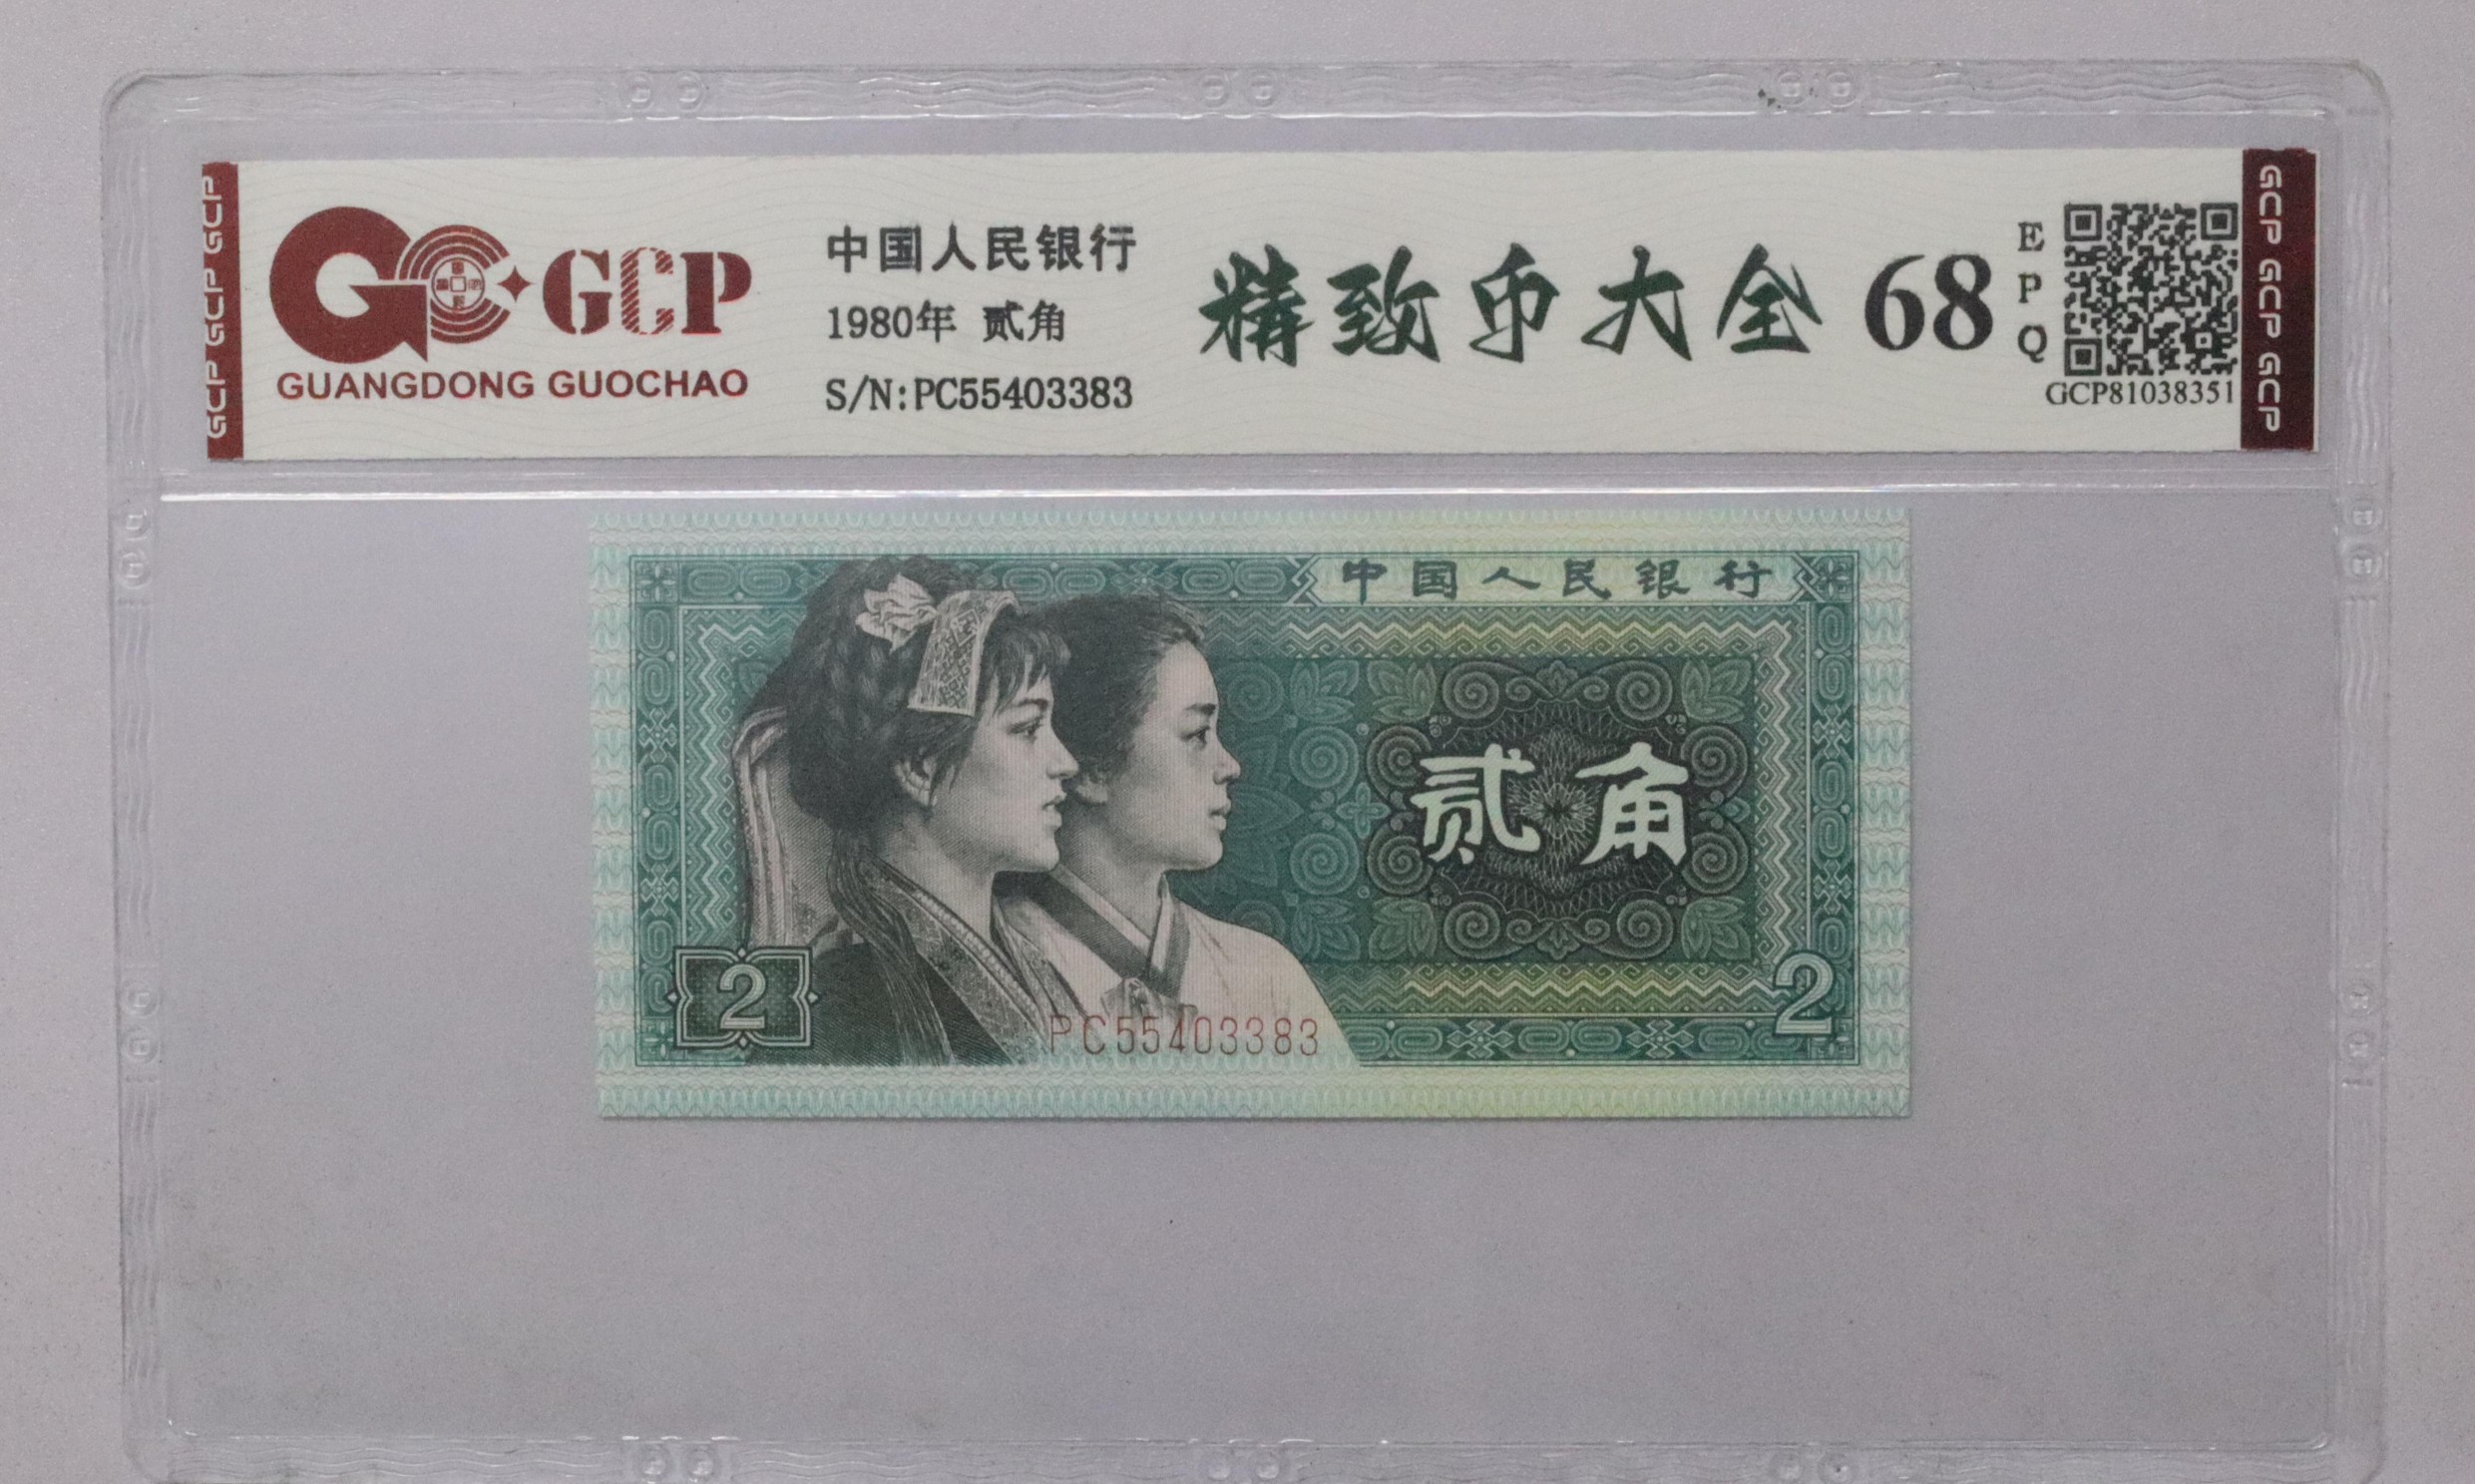 GCP GCP GCP
GCP
GUANGDONG GUOCHAO
中国人民银行
1980年 贰角
S/N:PC55403383
精致币大全 68
EPQ
GCP81038351
GCP GCP GCP
中国人民银行
贰角
2
2
PC55403383